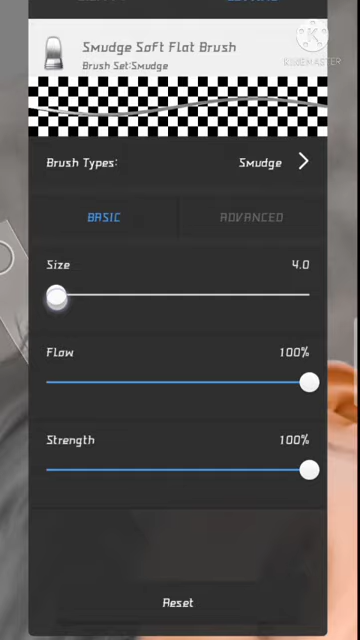 Smudge Soft Flat Brush
Brush Set:Smudge
KINEMASTER
Brush Types: Smudge
BASIC ADVANCED
Size 4.0
Flow 100%
Strength 100%
Reset